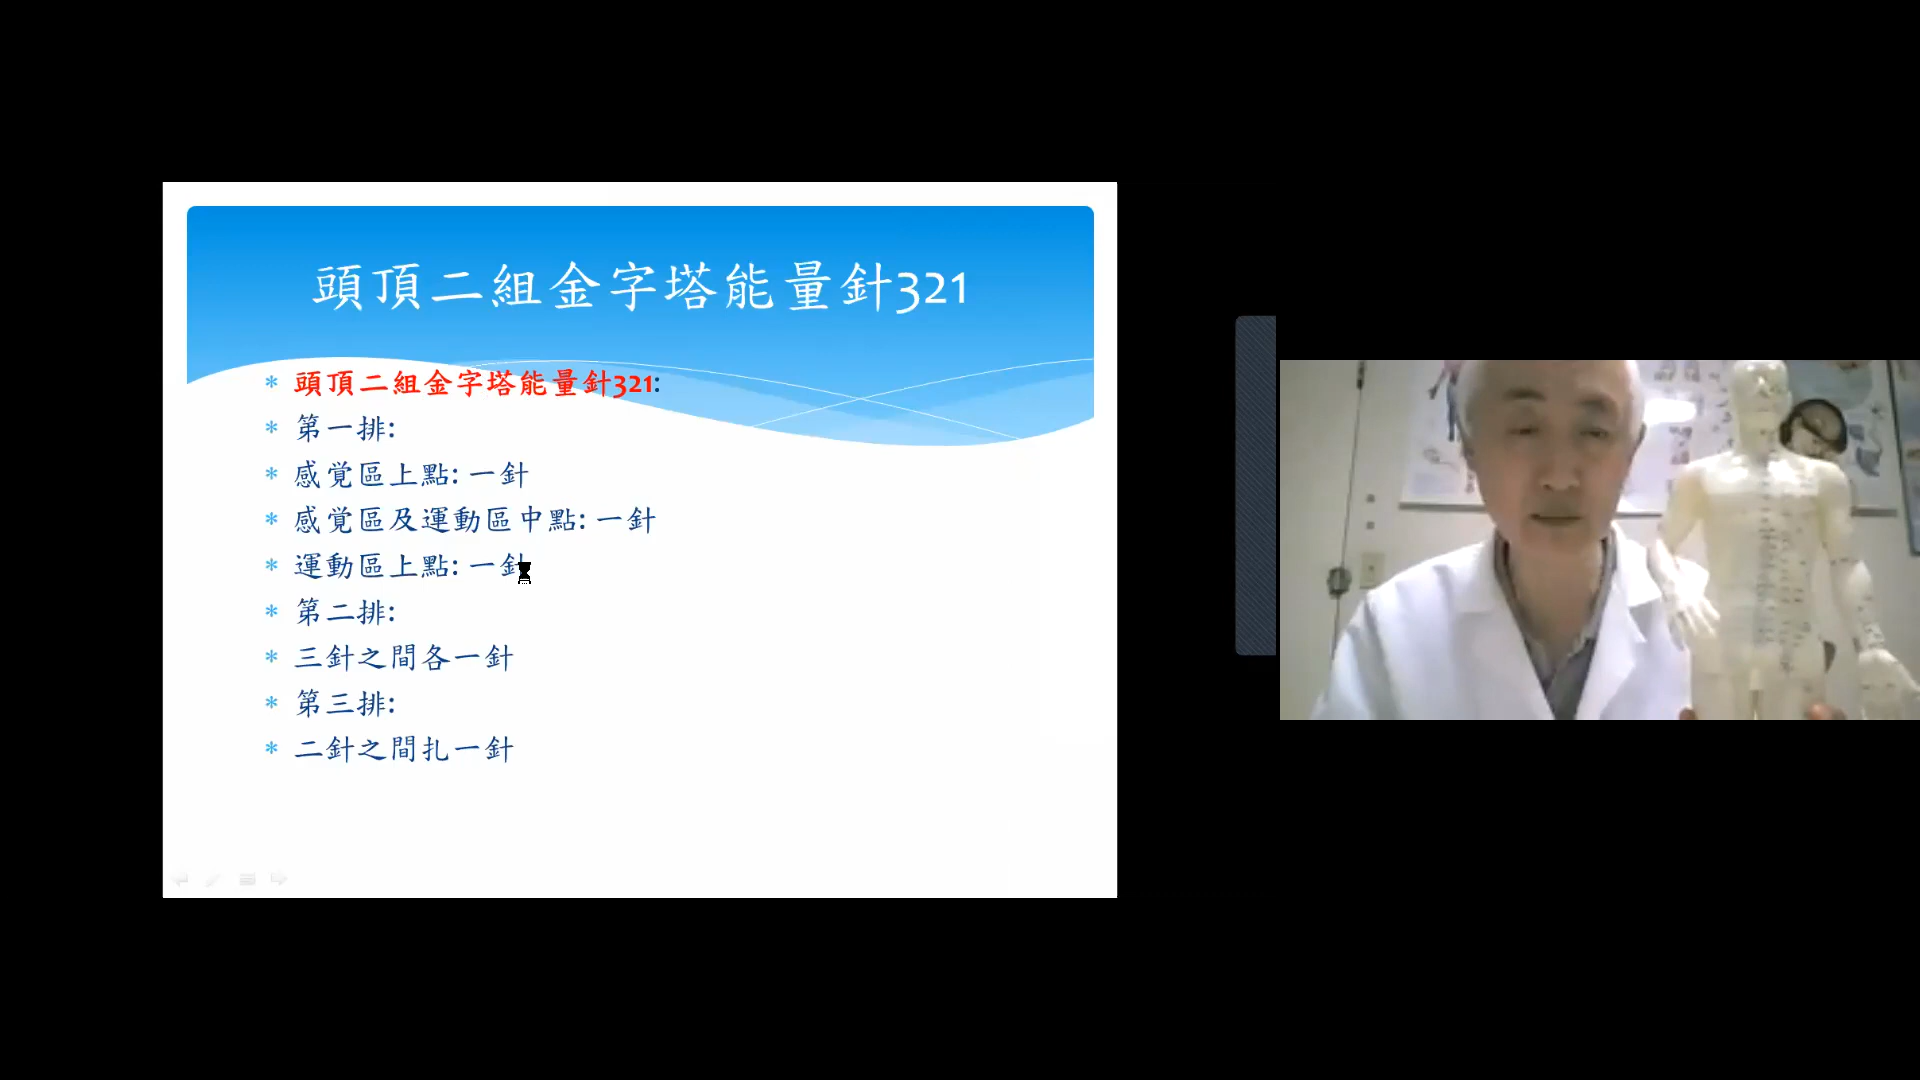 頭頂二組金字塔能量針321
* 頭頂二組金字塔能量針321:
* 第一排:
* 感覚區上點: 一針
* 感覚區及運動區中點: 一針
* 運動區上點: 一針
* 第二排:
* 三針之間各一針
* 第三排:
* 二針之間扎一針